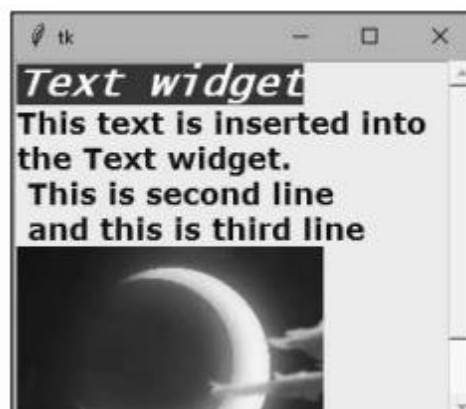 tk
Text widget
This text is inserted into
the Text widget.
This is second line
and this is third line